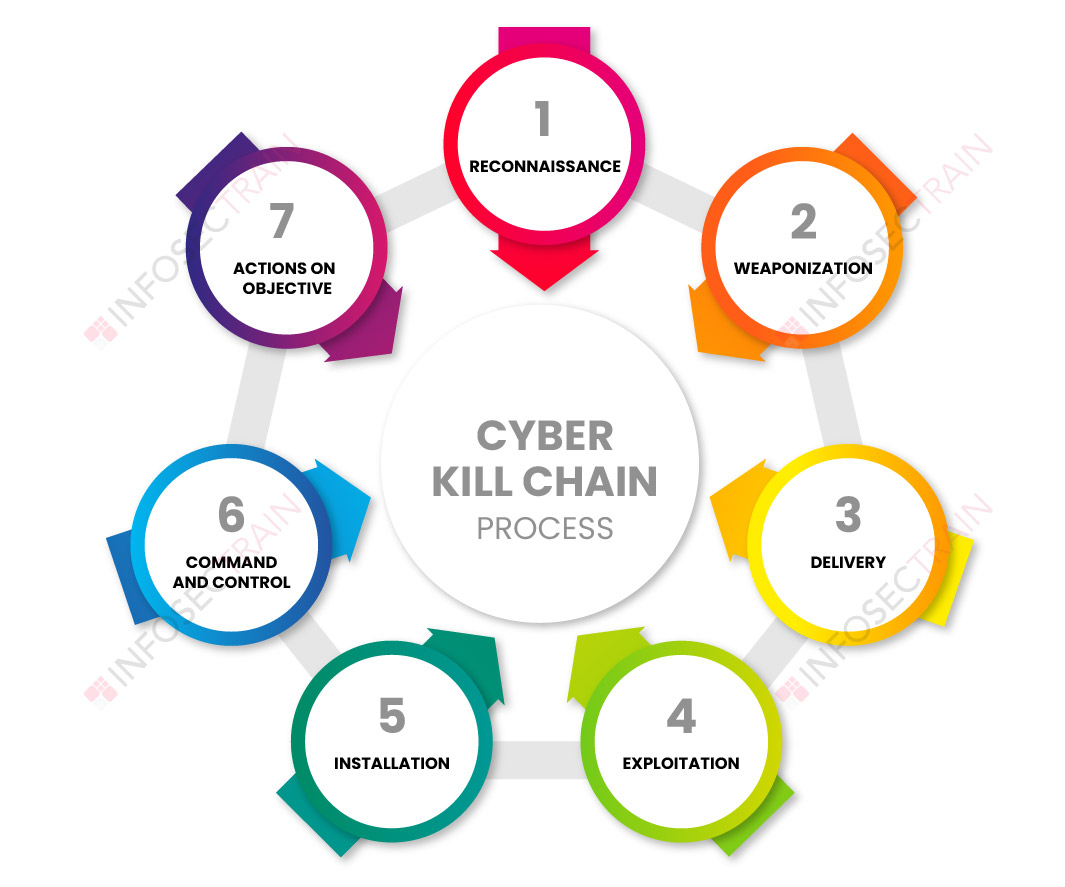 1
RECONNAISSANCE
2
WEAPONIZATION
3
DELIVERY
4
EXPLOITATION
5
INSTALLATION
6
COMMAND
AND CONTROL
7
ACTIONS ON
OBJECTIVE
CYBER
KILL CHAIN
PROCESS
INFOSECTRAIN
INFOSECTRAIN
INFOSECTRAIN
INFOSECTRAIN